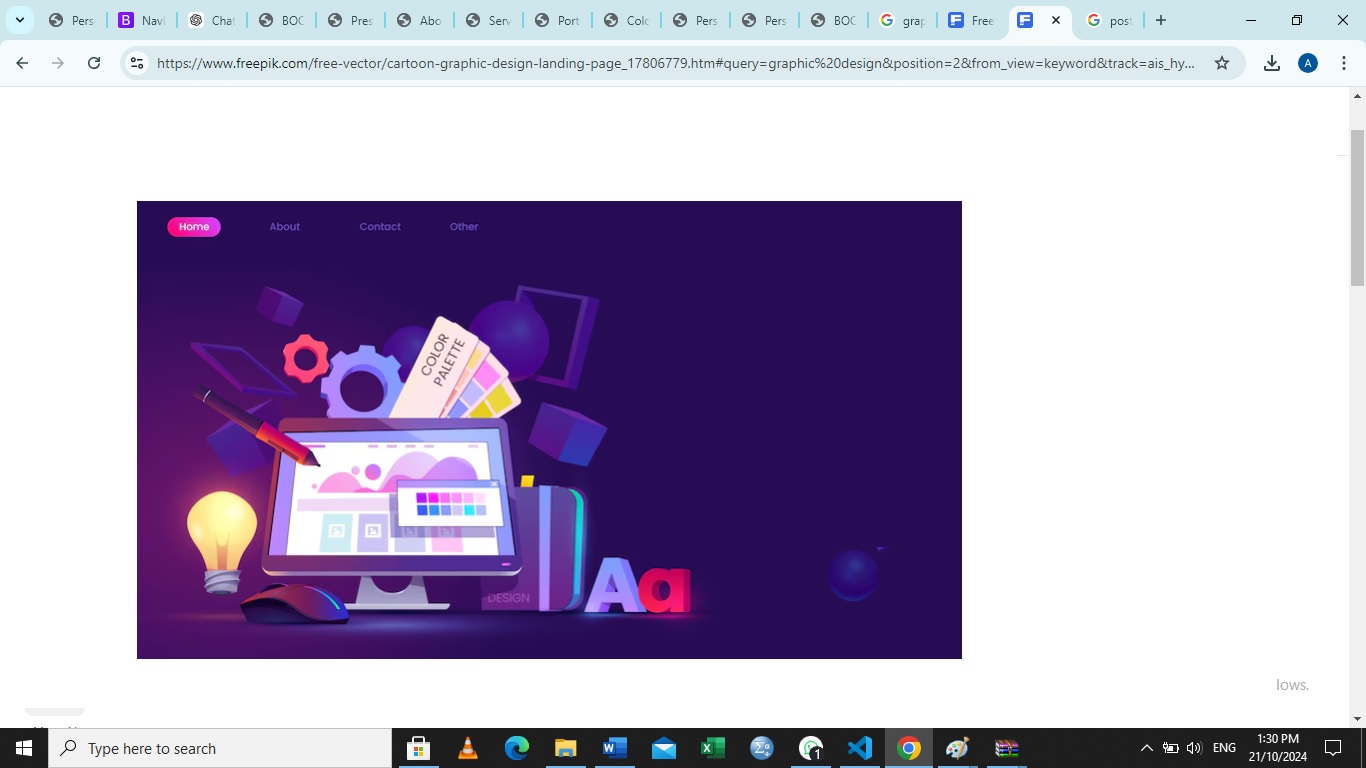 Pers
Navi
Chat
BOC
Pres
Abo
Serv
Port
Colo
Pers
Pers
BOC
grap
Free
post
https://www.freepik.com/free-vector/cartoon-graphic-design-landing-page_17806779.htm#query=graphic%20design&position=2&from_view=keyword&track=ais_hy...
A
Home
About
Contact
Other
COLOR
PALETTE
DESIGN
Aa
lows.
Type here to search
W
1
ENG
1:30 PM
21/10/2024